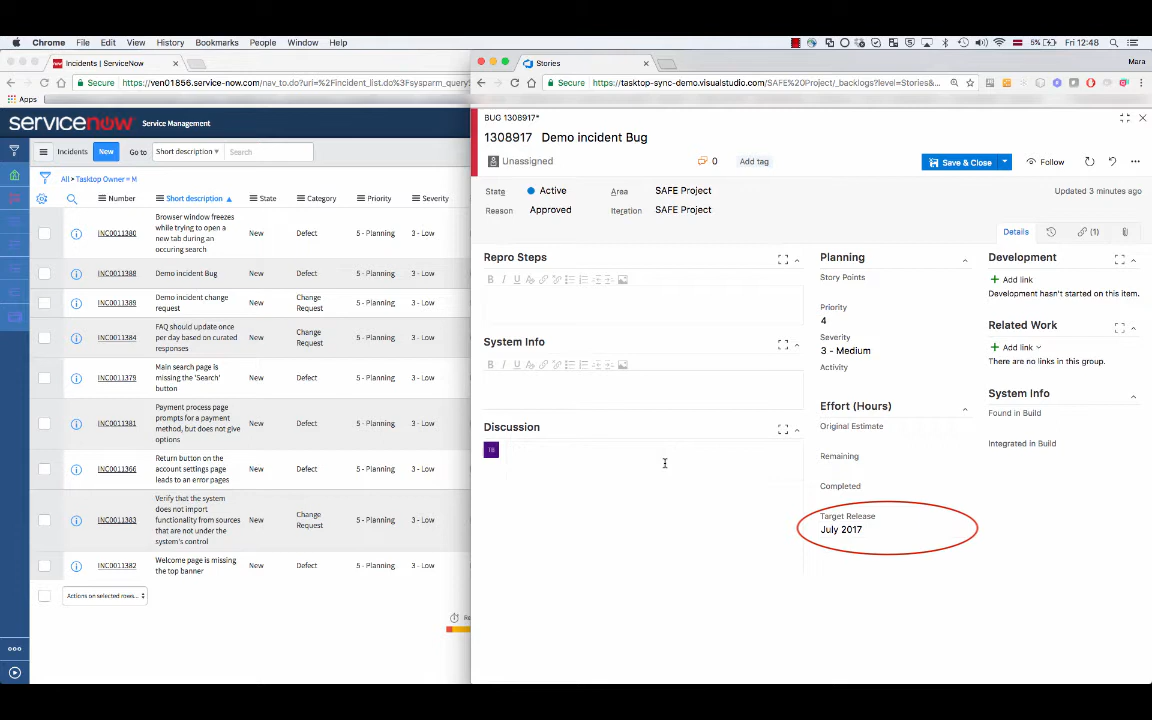 Chrome File Edit View History Bookmarks People Window Help
5% Fri 12:48
Incidents | ServiceNow
Secure https://ven01856.service-now.com/nav_to.do?uri=%2Fincident_list.do%3Fsysparm_query
Apps
servicenow Service Management
Incidents New Go to Short description Search
All > Tasktop Owner = M
Number Short description State Category Priority Severity
INC0011380 Browser window freezes while trying to open a new tab during an occuring search New Defect 5 - Planning 3 - Low
INC0011388 Demo incident Bug New Defect 5 - Planning 3 - Low
INC0011389 Demo incident change request New Change Request 5 - Planning 3 - Low
INC0011384 FAQ should update once per day based on curated responses New Change Request 5 - Planning 3 - Low
INC0011379 Main search page is missing the 'Search' button New Defect 5 - Planning 3 - Low
INC0011381 Payment process page prompts for a payment method, but does not give options New Defect 5 - Planning 3 - Low
INC0011366 Return button on the account settings page leads to an error pages New Defect 5 - Planning 3 - Low
INC0011383 Verify that the system does not import functionality from sources that are not under the system's control New Change Request 5 - Planning 3 - Low
INC0011382 Welcome page is missing the top banner New Defect 5 - Planning 3 - Low
Actions on selected rows...
Stories
Mara
Secure https://tasktop-sync-demo.visualstudio.com/SAFE Project/_backlogs?level=Stories&...
BUG 1308917*
1308917 Demo incident Bug
Unassigned 0 Add tag Save & Close Follow
State Active Area SAFE Project Updated 3 minutes ago
Reason Approved Iteration SAFE Project
Details (1)
Repro Steps
System Info
Discussion
TB
Planning
Story Points
Priority
4
Severity
3 - Medium
Activity
Effort (Hours)
Original Estimate
Remaining
Completed
Target Release
July 2017
Development
Add link
Development hasn't started on this item.
Related Work
Add link
There are no links in this group.
System Info
Found in Build
Integrated in Build